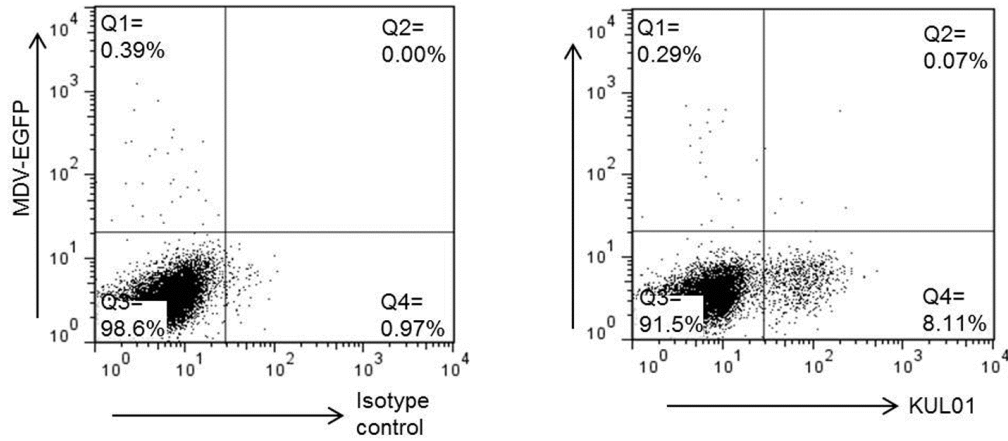 MDV-EGFP
10^4
10^3
10^2
10^1
10^0
Q1=
0.39%
Q2=
0.00%
Q3=
98.6%
Q4=
0.97%
10^0
10^1
10^2
10^3
10^4
Isotype
control
10^4
10^3
10^2
10^1
10^0
Q1=
0.29%
Q2=
0.07%
Q3=
91.5%
Q4=
8.11%
10^0
10^1
10^2
10^3
10^4
KUL01